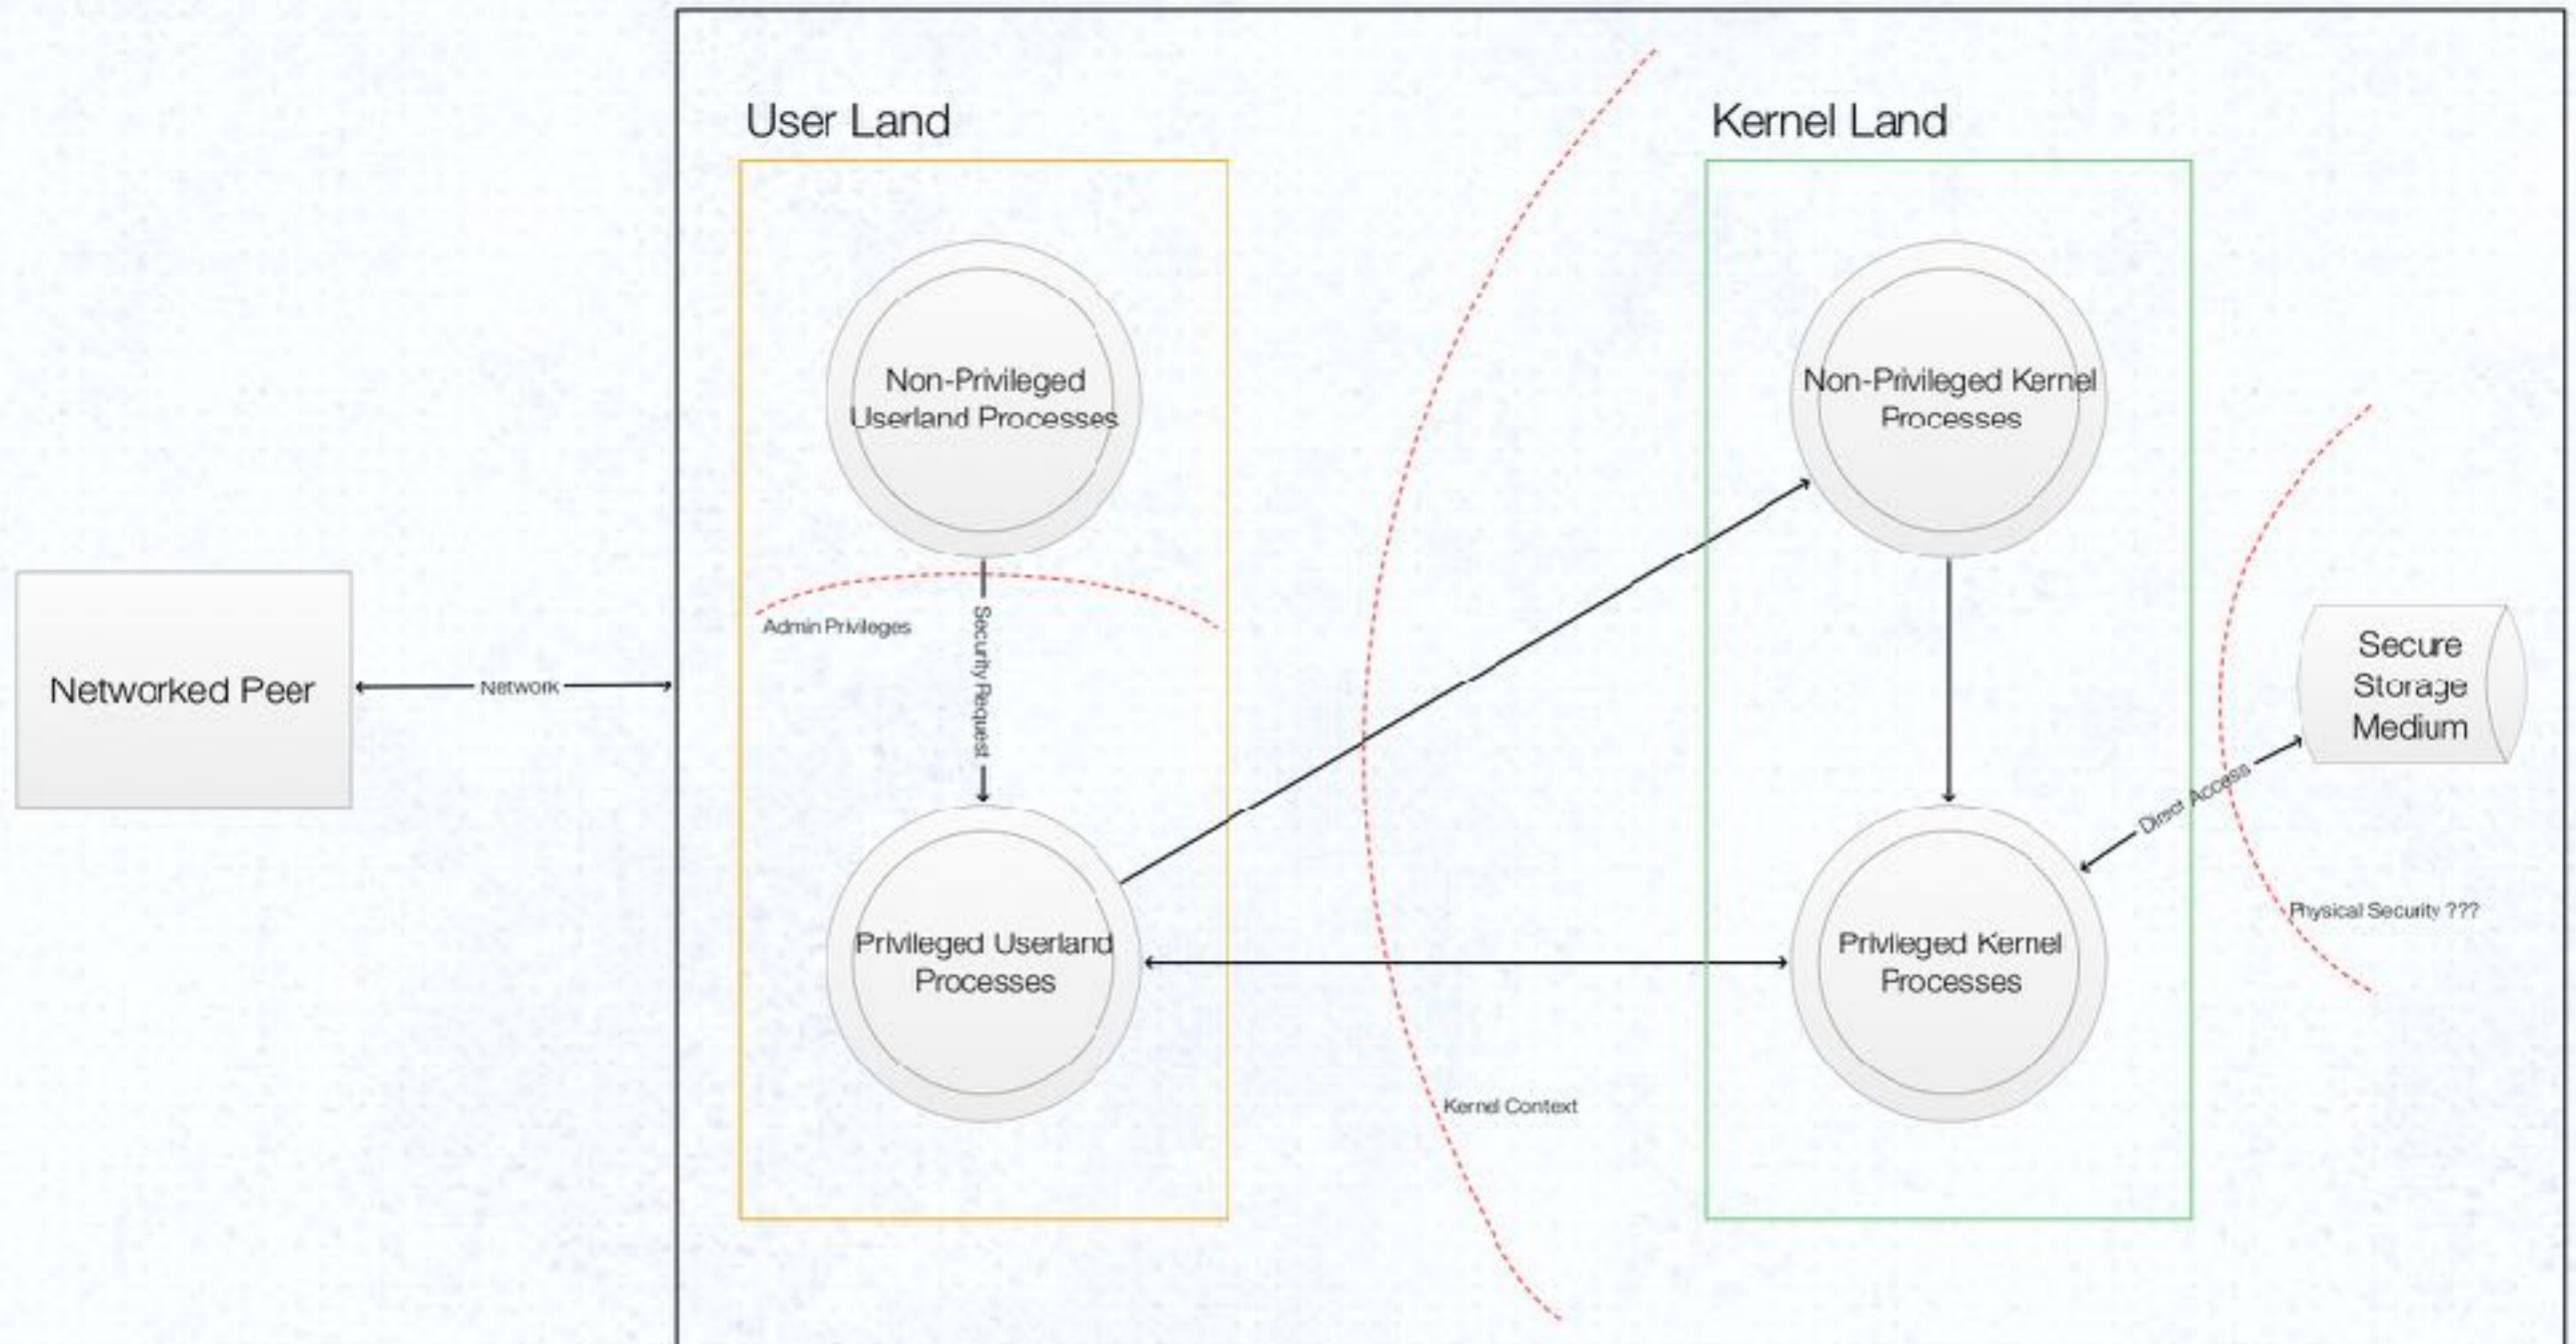 User Land
Kernel Land
Non-Privileged
Userland Processes
Non-Privileged Kernel
Processes
Admin Privileges
Security Request
Networked Peer
Network
Secure
Storage
Medium
Direct Access
Physical Security ???
Privileged Userland
Processes
Privileged Kernel
Processes
Kernel Context